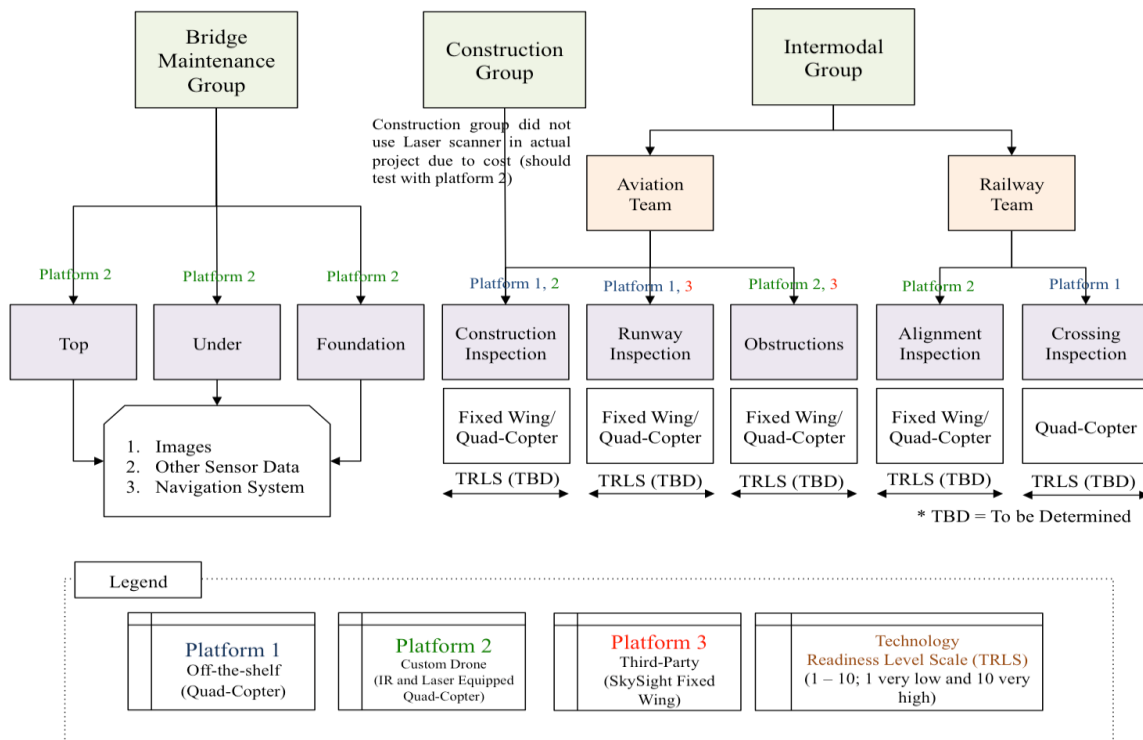 Bridge
Maintenance
Group
Construction
Group
Intermodal
Group
Construction group did not
use Laser scanner in actual
project due to cost (should
test with platform 2)
Aviation
Team
Railway
Team
Platform 2
Platform 2
Platform 2
Platform 1, 2
Platform 1, 3
Platform 2, 3
Platform 2
Platform 1
Top
Under
Foundation
Construction
Inspection
Runway
Inspection
Obstructions
Alignment
Inspection
Crossing
Inspection
1. Images
2. Other Sensor Data
3. Navigation System
Fixed Wing/
Quad-Copter
Fixed Wing/
Quad-Copter
Fixed Wing/
Quad-Copter
Fixed Wing/
Quad-Copter
Quad-Copter
TRLS (TBD)
TRLS (TBD)
TRLS (TBD)
TRLS (TBD)
TRLS (TBD)
* TBD = To be Determined
Legend
Platform 1
Off-the-shelf
(Quad-Copter)
Platform 2
Custom Drone
(IR and Laser Equipped
Quad-Copter)
Platform 3
Third-Party
(SkySight Fixed
Wing)
Technology
Readiness Level Scale (TRLS)
(1 – 10; 1 very low and 10 very
high)